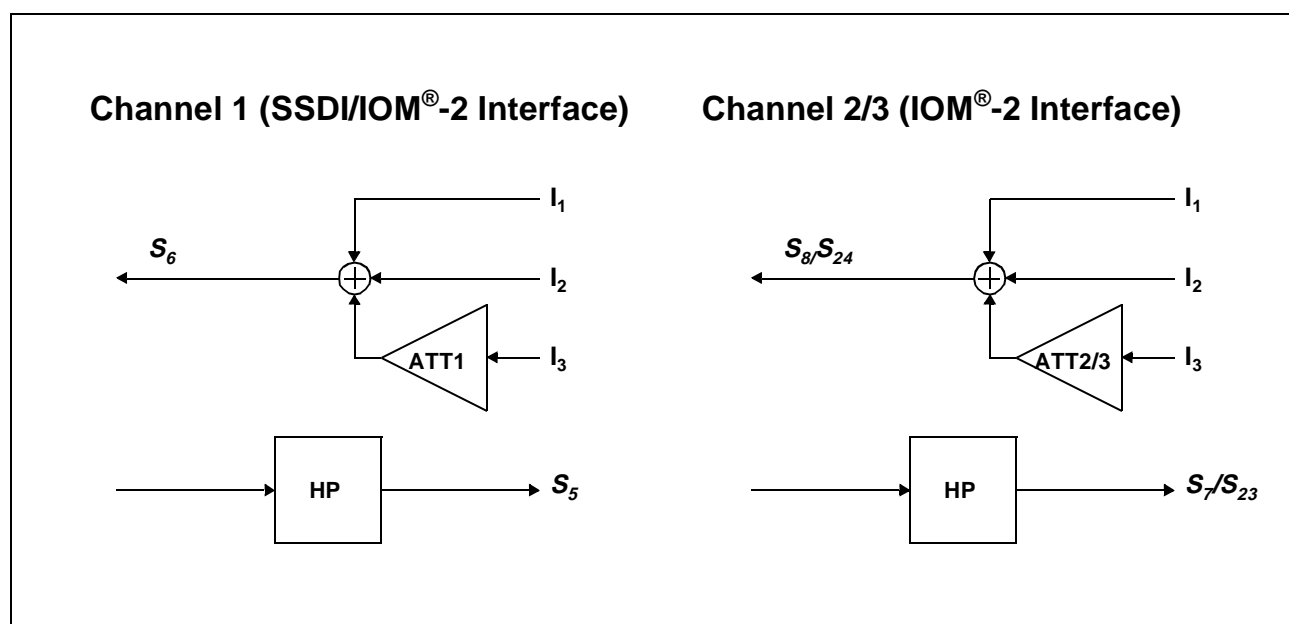 Channel 1 (SSDI/IOM®-2 Interface)
I₁
S₆
I₂
ATT1
I₃
HP
S₅
Channel 2/3 (IOM®-2 Interface)
I₁
S₈/S₂₄
I₂
ATT2/3
I₃
HP
S₇/S₂₃